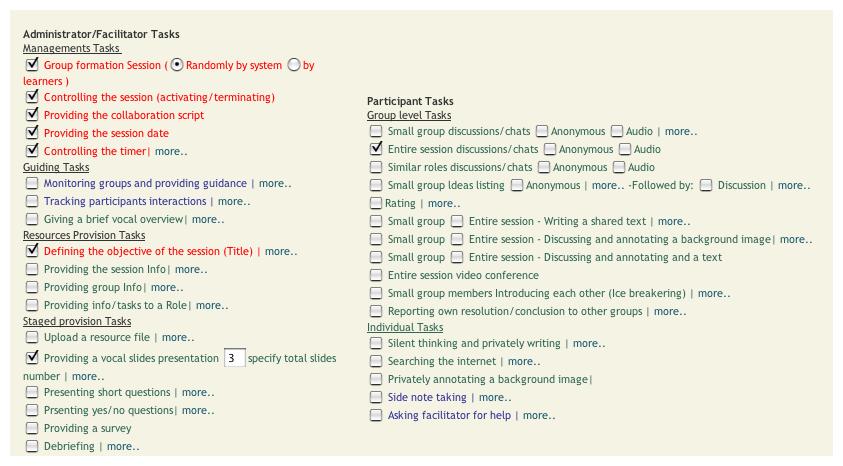 Administrator/Facilitator Tasks
Managements Tasks
Group formation Session ( Randomly by system by
learners )
Controlling the session (activating/terminating)
Providing the collaboration script
Providing the session date
Controlling the timer| more..
Guiding Tasks
Monitoring groups and providing guidance | more..
Tracking participants interactions | more..
Giving a brief vocal overview| more..
Resources Provision Tasks
Defining the objective of the session (Title) | more..
Providing the session Info| more..
Providing group Info| more..
Providing info/tasks to a Role| more..
Staged provision Tasks
Upload a resource file | more..
Providing a vocal slides presentation 3 specify total slides
number | more..
Presenting short questions | more..
Prsenting yes/no questions| more..
Providing a survey
Debriefing | more..
Participant Tasks
Group level Tasks
Small group discussions/chats Anonymous Audio | more..
Entire session discussions/chats Anonymous Audio
Similar roles discussions/chats Anonymous Audio
Small group Ideas listing Anonymous | more.. -Followed by: Discussion | more..
Rating | more..
Small group Entire session - Writing a shared text | more..
Small group Entire session - Discussing and annotating a background image| more..
Small group Entire session - Discussing and annotating and a text
Entire session video conference
Small group members Introducing each other (Ice breakering) | more..
Reporting own resolution/conclusion to other groups | more..
Individual Tasks
Silent thinking and privately writing | more..
Searching the internet | more..
Privately annotating a background image|
Side note taking | more..
Asking facilitator for help | more..